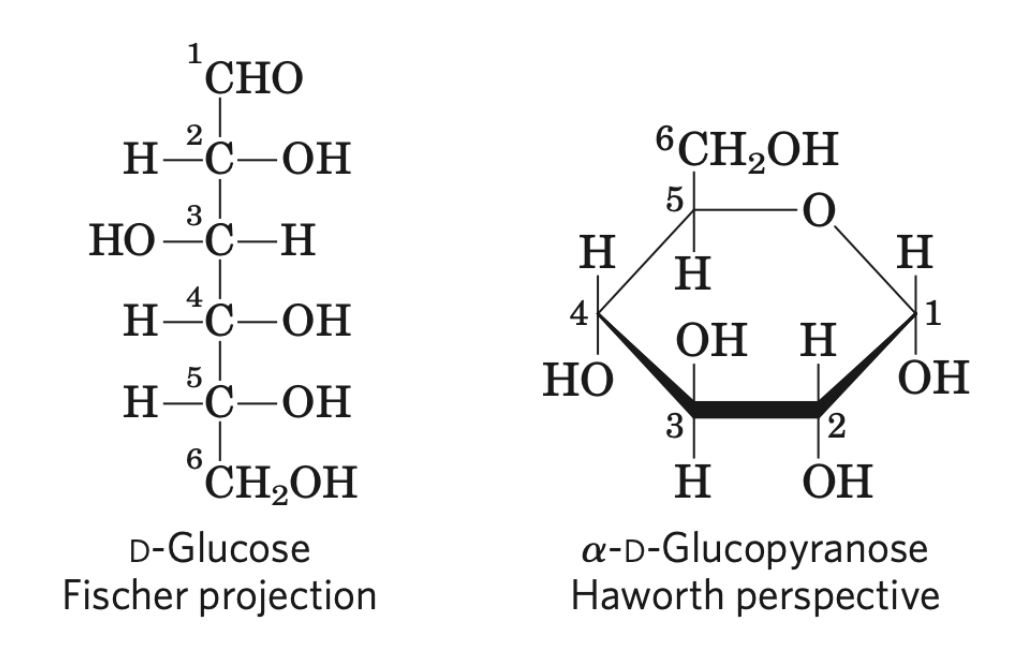 ¹CHO
H—²C—OH
HO—³C—H
H—⁴C—OH
H—⁵C—OH
⁶CH₂OH
D-Glucose
Fischer projection
⁶CH₂OH
5 O
H H H
4 1
OH H
HO OH
3 2
H OH
α-D-Glucopyranose
Haworth perspective